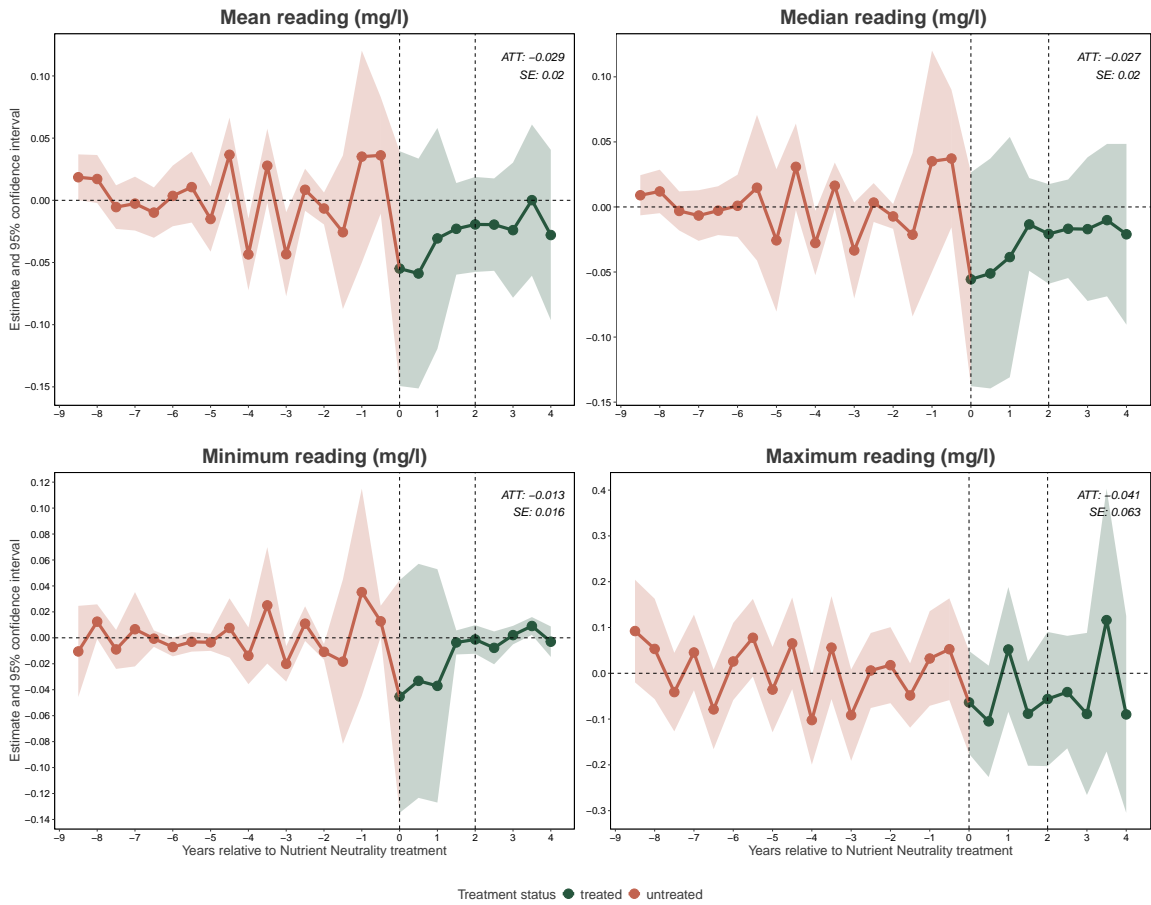 Mean reading (mg/l)
ATT: −0.029
SE: 0.02
0.10
0.05
0.00
−0.05
−0.10
−0.15
−9 −8 −7 −6 −5 −4 −3 −2 −1 0 1 2 3 4
Estimate and 95% confidence interval
Median reading (mg/l)
ATT: −0.027
SE: 0.02
0.10
0.05
0.00
−0.05
−0.10
−0.15
−9 −8 −7 −6 −5 −4 −3 −2 −1 0 1 2 3 4
Minimum reading (mg/l)
ATT: −0.013
SE: 0.016
0.12
0.10
0.08
0.06
0.04
0.02
0.00
−0.02
−0.04
−0.06
−0.08
−0.10
−0.12
−0.14
−9 −8 −7 −6 −5 −4 −3 −2 −1 0 1 2 3 4
Estimate and 95% confidence interval
Years relative to Nutrient Neutrality treatment
Maximum reading (mg/l)
ATT: −0.041
SE: 0.063
0.4
0.3
0.2
0.1
0.0
−0.1
−0.2
−0.3
−9 −8 −7 −6 −5 −4 −3 −2 −1 0 1 2 3 4
Years relative to Nutrient Neutrality treatment
Treatment status treated untreated